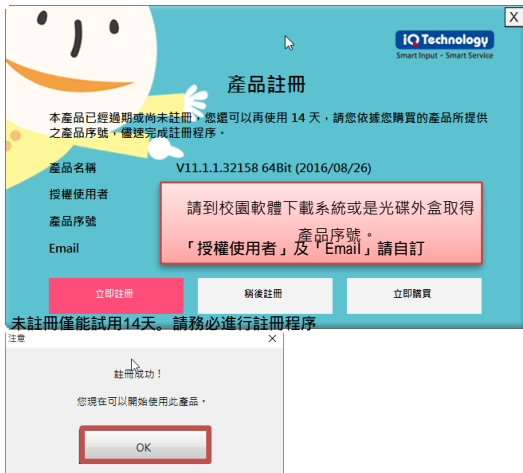 X
iQ Technology
Smart Input・Smart Service
產品註冊
本產品已經過期或尚未註冊，您還可以再使用 14 天，請您依據您購買的產品所提供
之產品序號，儘速完成註冊程序。
產品名稱 V11.1.1.32158 64Bit (2016/08/26)
授權使用者
產品序號
Email
請到校園軟體下載系統或是光碟外盒取得
產品序號。
「授權使用者」及「Email」請自訂
立即註冊 稍後註冊 立即購買
未註冊僅能試用14天。請務必進行註冊程序
注意 ×
註冊成功！
您現在可以開始使用此產品。
OK